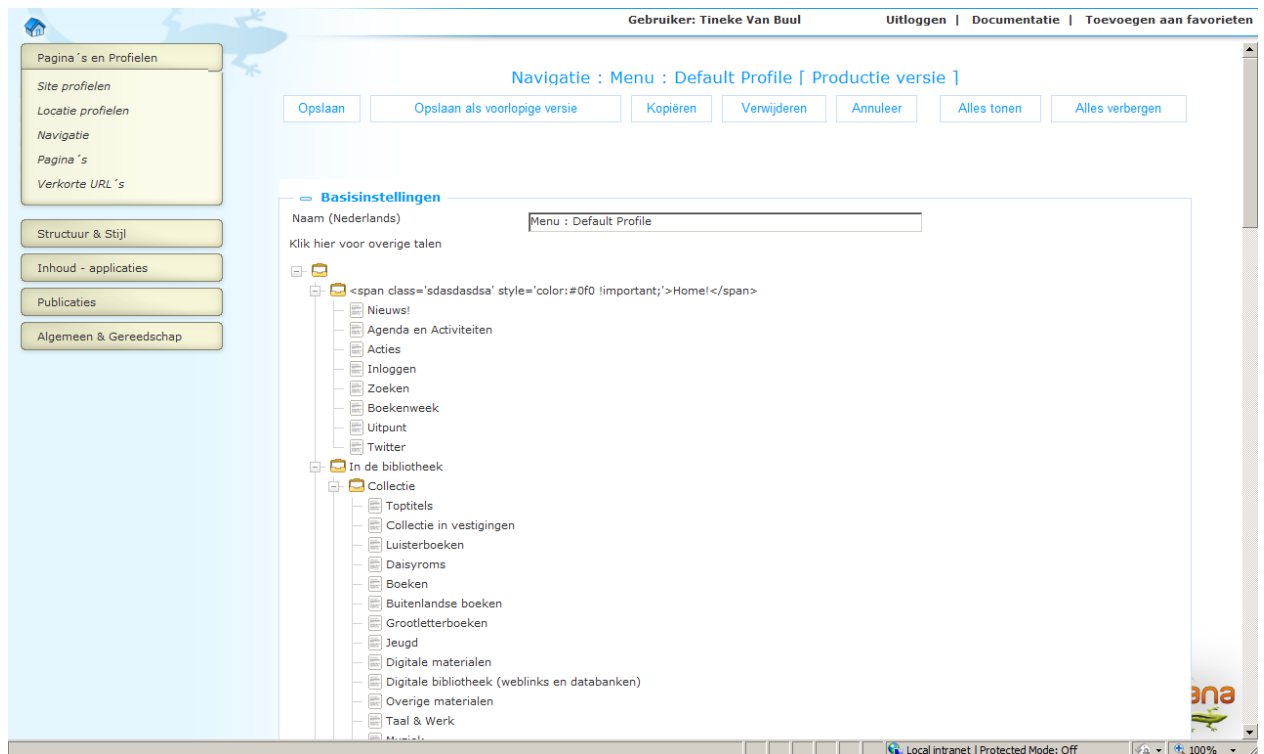 Gebruiker: Tineke Van Buul Uitloggen | Documentatie | Toevoegen aan favorieten
Pagina´s en Profielen
Site profielen
Locatie profielen
Navigatie
Pagina´s
Verkorte URL´s
Structuur & Stijl
Inhoud - applicaties
Publicaties
Algemeen & Gereedschap
Navigatie : Menu : Default Profile [ Productie versie ]
Opslaan Opslaan als voorlopige versie Kopiëren Verwijderen Annuleer Alles tonen Alles verbergen
Basisinstellingen
Naam (Nederlands) Menu : Default Profile
Klik hier voor overige talen
<span class='sdasdasdsa' style='color:#0f0 !important;'>Home!</span>
Nieuws!
Agenda en Activiteiten
Acties
Inloggen
Zoeken
Boekenweek
Uitpunt
Twitter
In de bibliotheek
Collectie
Toptitels
Collectie in vestigingen
Luisterboeken
Daisyroms
Boeken
Buitenlandse boeken
Grootletterboeken
Jeugd
Digitale materialen
Digitale bibliotheek (weblinks en databanken)
Overige materialen
Taal & Werk
Muziek
ana
Local intranet | Protected Mode: Off 100%